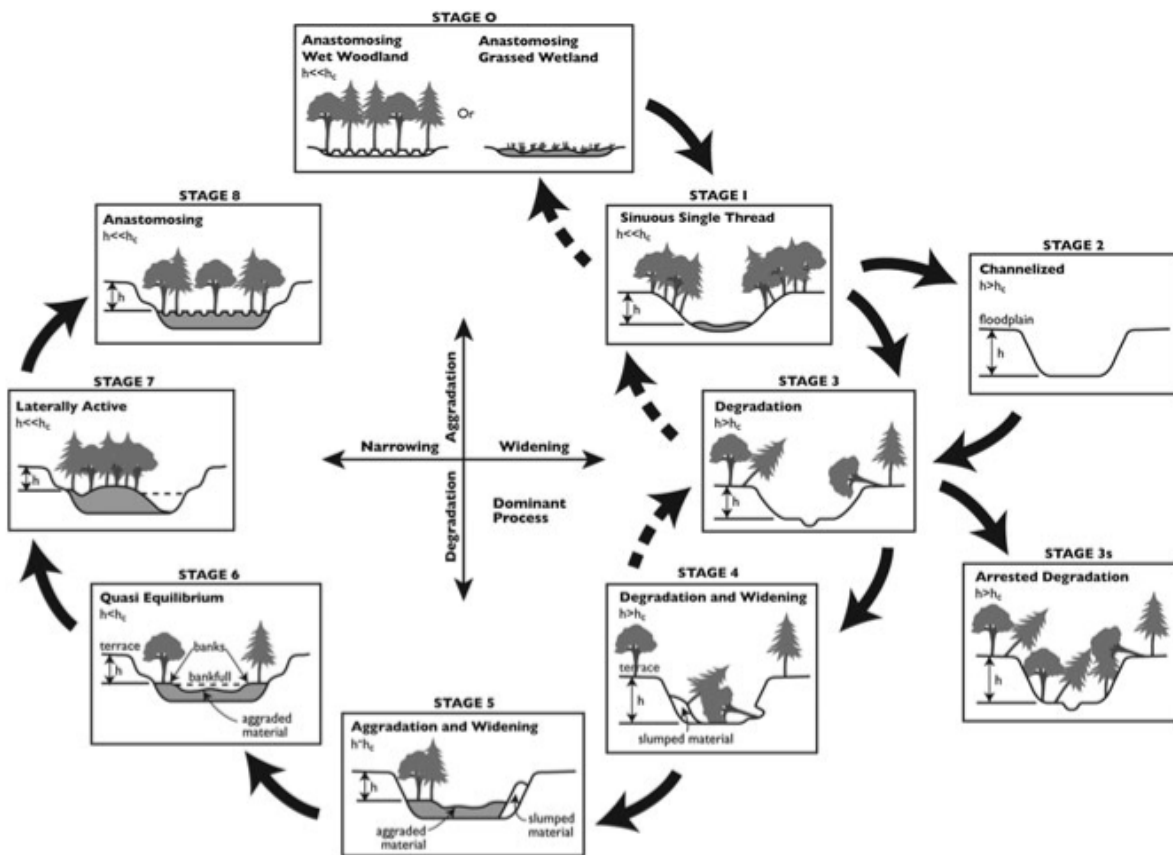 STAGE 0
Anastomosing
Wet Woodland
h<<hc
Or
Anastomosing
Grassed Wetland
STAGE 1
Sinuous Single Thread
h<<hc
h
STAGE 2
Channelized
h>hc
floodplain
h
STAGE 8
Anastomosing
h<<hc
h
STAGE 7
Laterally Active
h<<hc
h
Narrowing
Widening
Aggradation
Degradation
Dominant
Process
STAGE 3
Degradation
h>hc
h
STAGE 3s
Arrested Degradation
h>hc
h
STAGE 4
Degradation and Widening
h>hc
terrace
h
slumped material
STAGE 5
Aggradation and Widening
h~hc
h
aggraded
material
slumped
material
STAGE 6
Quasi Equilibrium
h<hc
terrace
banks
h
bankfull
aggraded
material